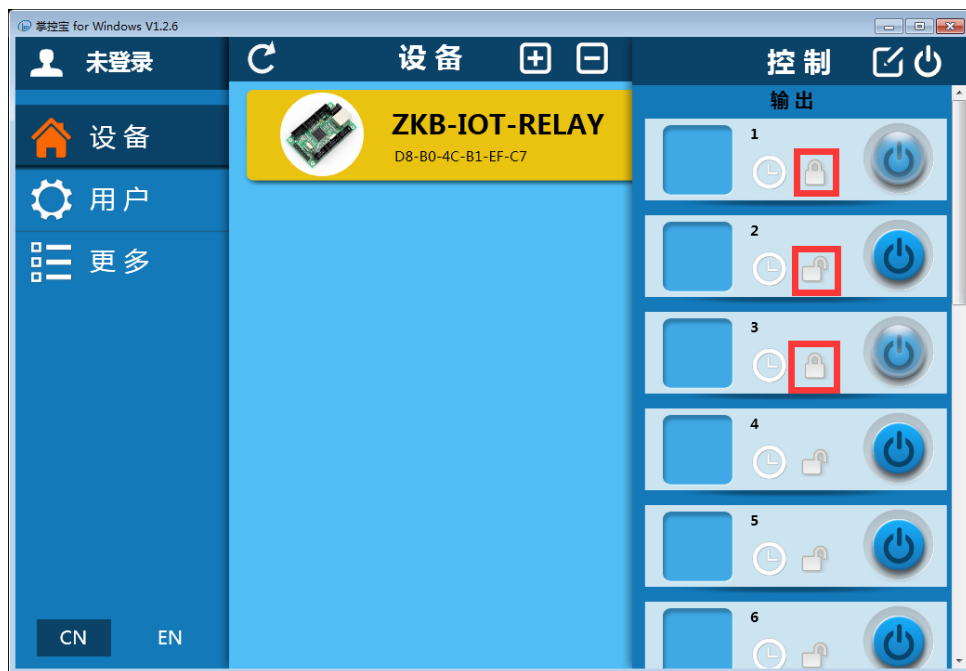 掌控宝 for Windows V1.2.6
未登录
设备
用户
更多
CN
EN
设备
ZKB-IOT-RELAY
D8-B0-4C-B1-EF-C7
控制
输出
1
2
3
4
5
6